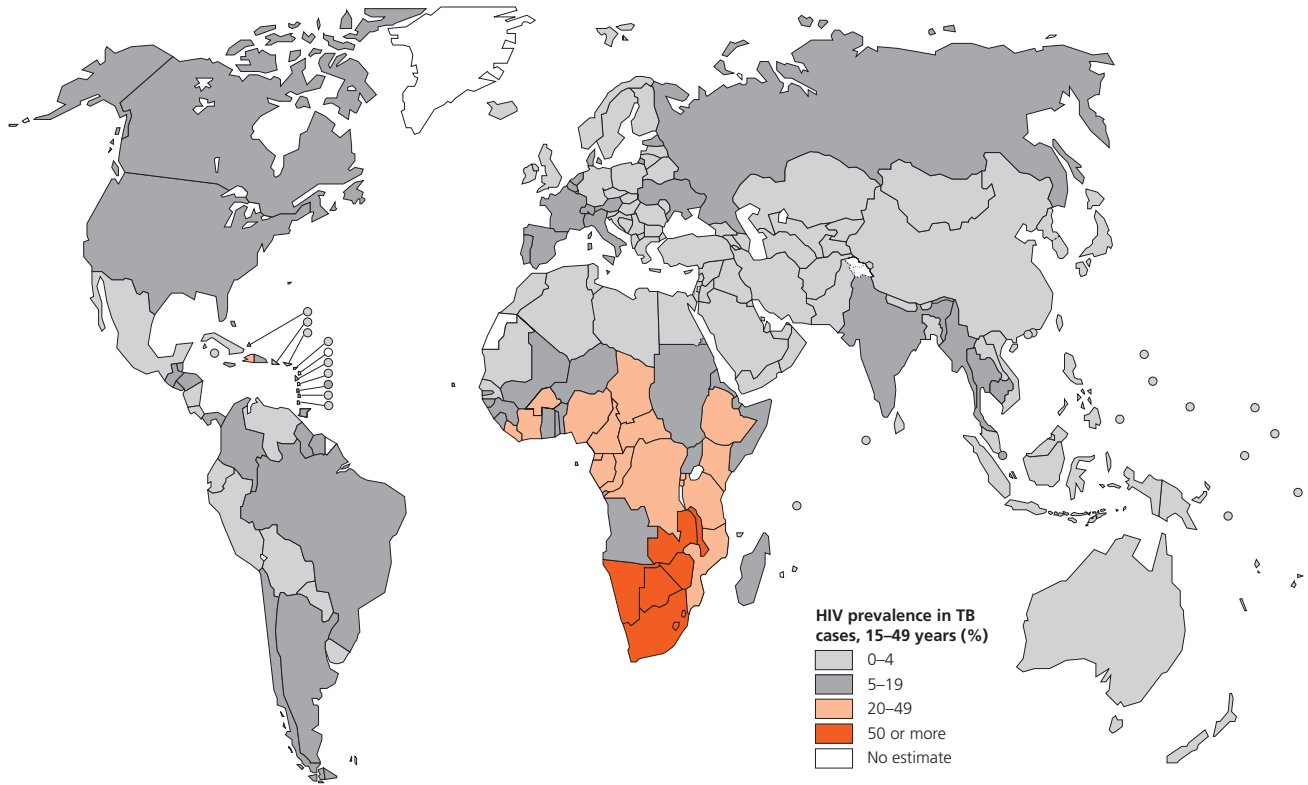 HIV prevalence in TB
cases, 15–49 years (%)
0–4
5–19
20–49
50 or more
No estimate